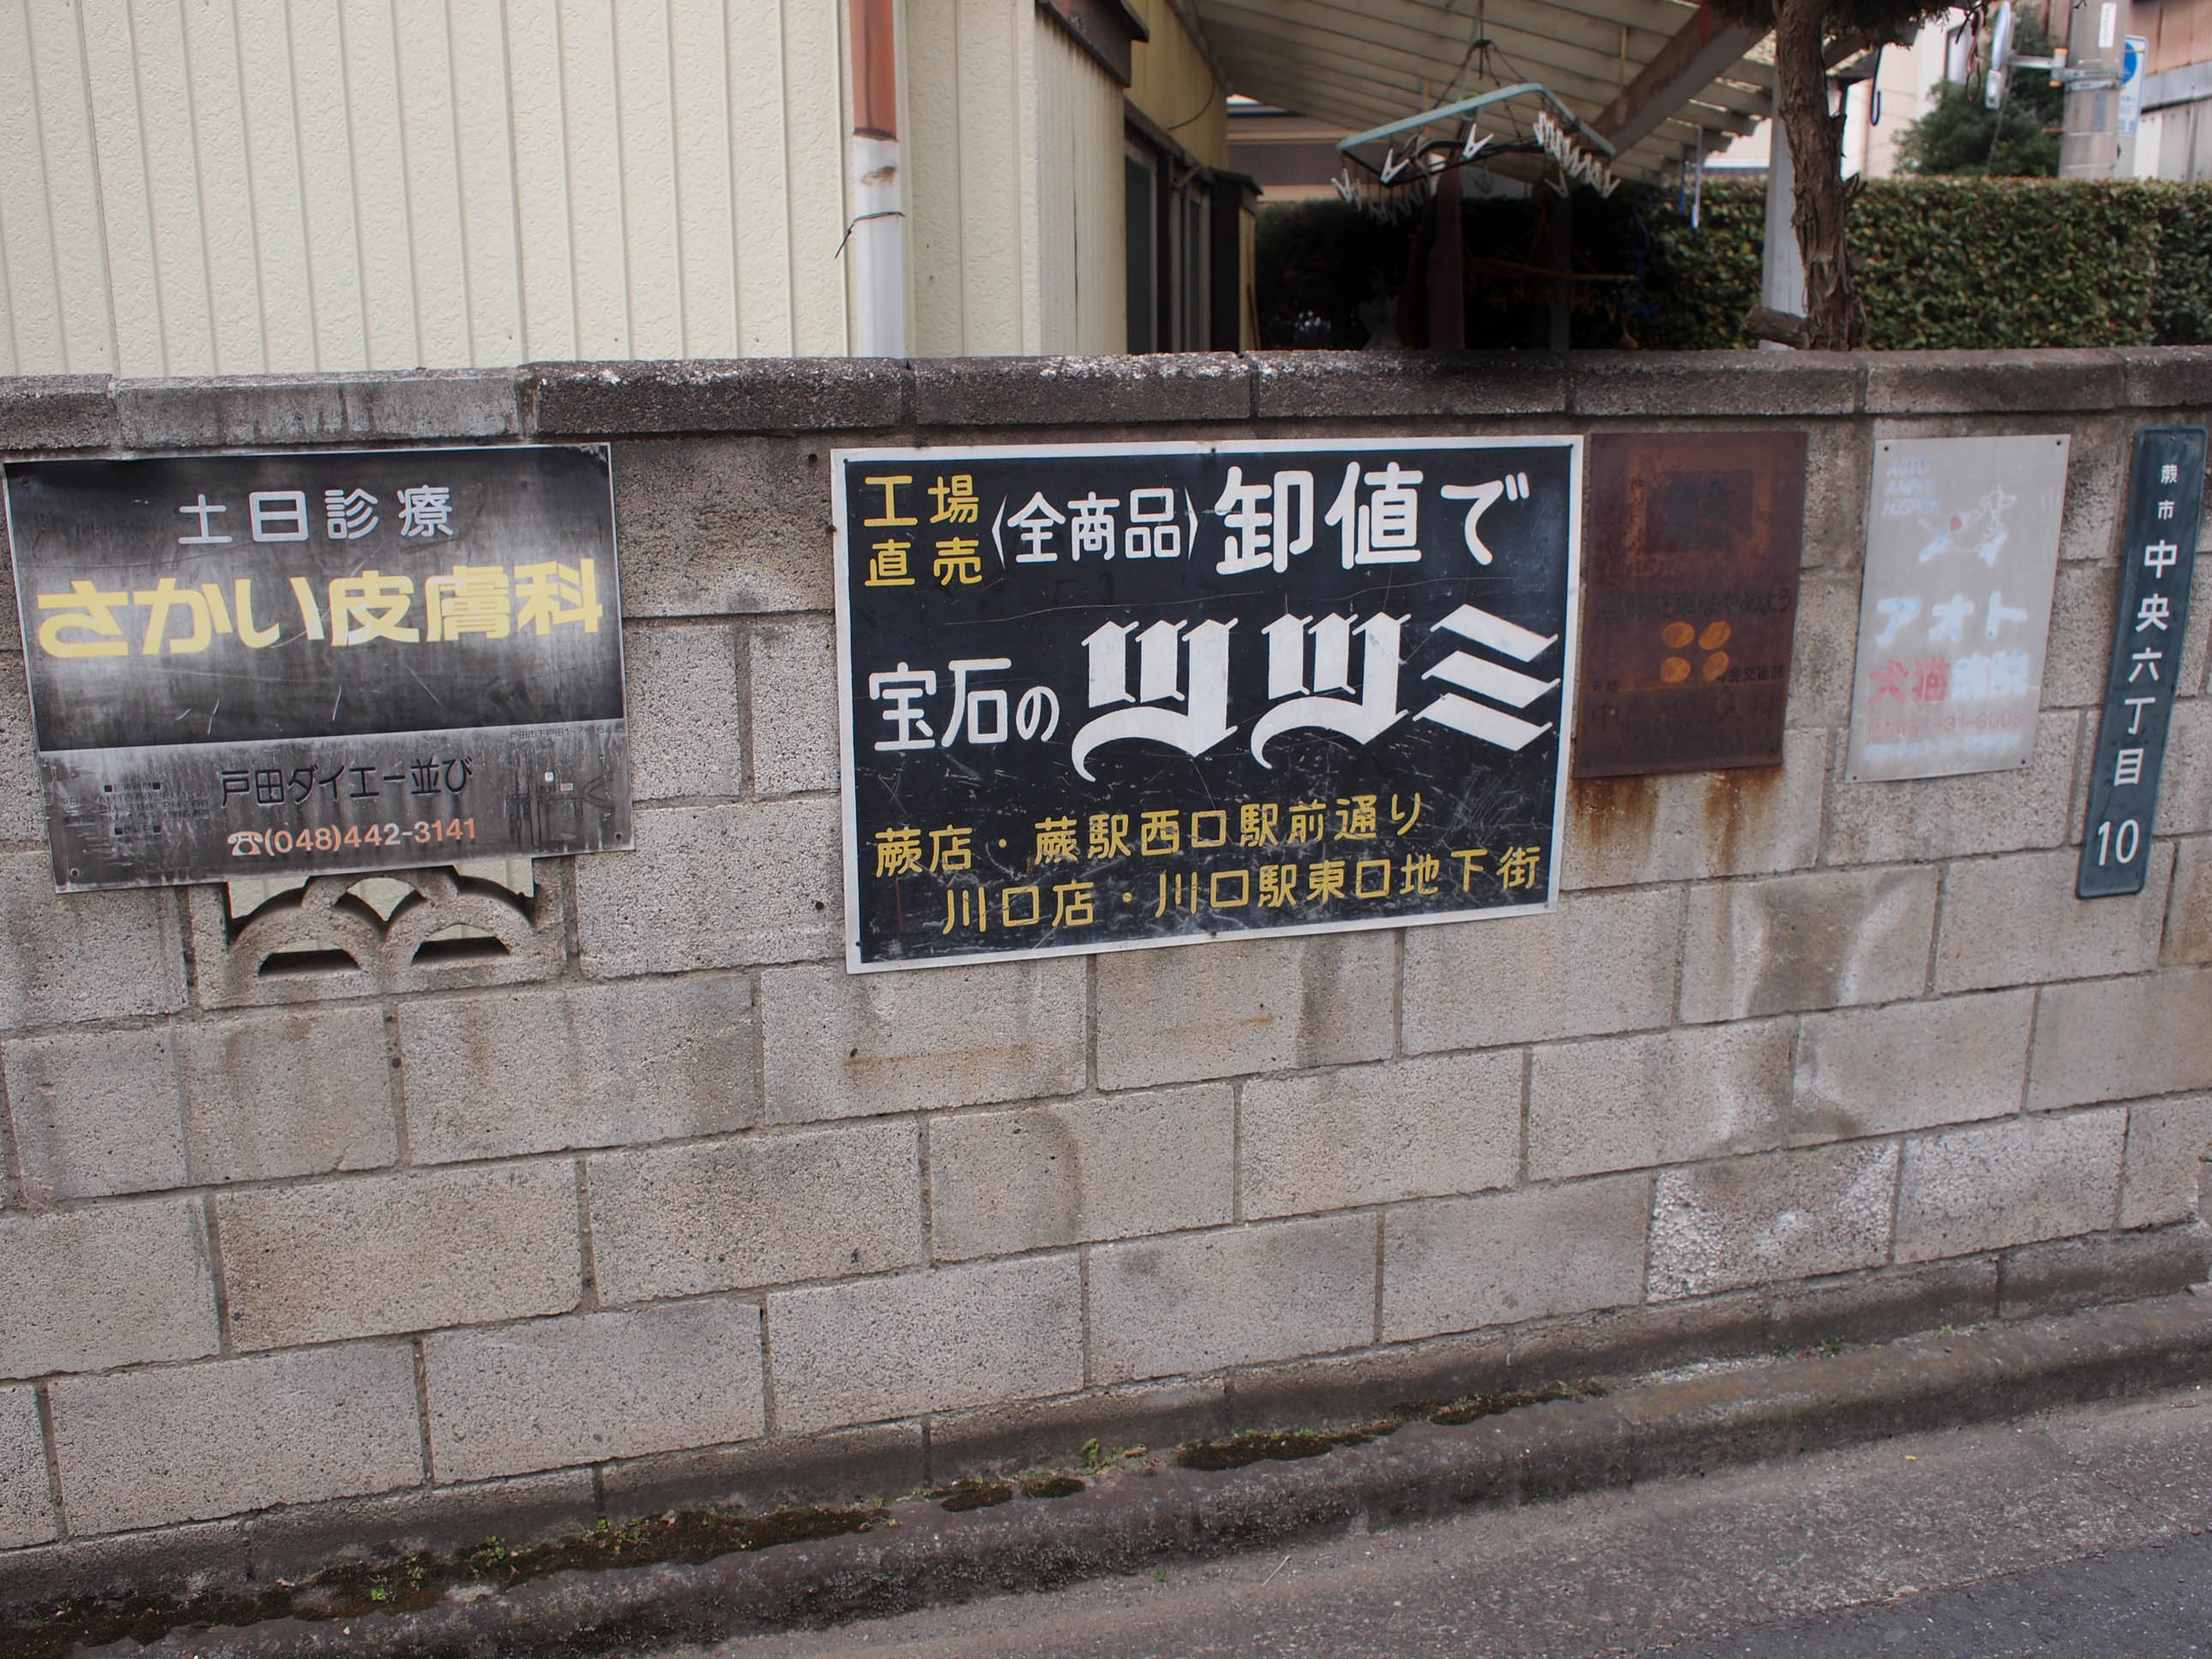 土日診療
さかい皮膚科
戸田ダイエー並び
☎(048)442-3141
工場
直売
〈全商品〉卸値で
宝石のツツミ
蕨店・蕨駅西口駅前通り
川口店・川口駅東口地下街
アオト
犬猫病院
蕨市
中央六丁目
10